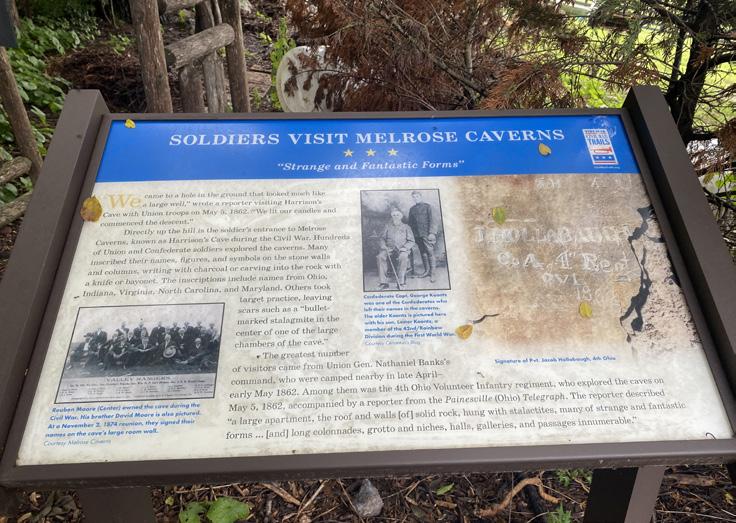 SOLDIERS VISIT MELROSE CAVERNS
"Strange and Fantastic Forms"
CIVIL WAR
TRAILS
"We came to a hole in the ground that looked much like
a large well," wrote a reporter visiting Harrison's
Cave with Union troops on May 5, 1862. "We lit our candles and
commenced the descent."
Directly up the hill is the soldier's entrance to Melrose
Caverns, known as Harrison's Cave during the Civil War. Hundreds
of Union and Confederate soldiers explored the caverns. Many
inscribed their names, figures, and symbols on the stone walls
and columns, writing with charcoal or carving into the rock with
a knife or bayonet. The inscriptions include names from Ohio,
Indiana, Virginia, North Carolina, and Maryland. Others took
target practice, leaving
scars such as a "bullet-
marked stalagmite in the
center of one of the large
chambers of the cave."
The greatest number
of visitors came from Union Gen. Nathaniel Banks's
command, who were camped nearby in late April–
early May 1862. Among them was the 4th Ohio Volunteer Infantry regiment, who explored the caves on
May 5, 1862, accompanied by a reporter from the Painesville (Ohio) Telegraph. The reporter described
"a large apartment, the roof and walls [of] solid rock, hung with stalactites, many of strange and fantastic
forms ... [and] long colonnades, grotto and niches, halls, galleries, and passages innumerable."
VALLEY RANGERS
Reuben Moore (Center) owned the cave during the
Civil War. His brother David Moore is also pictured.
At a November 2, 1874 reunion, they signed their
names on the cave's large room wall.
Courtesy Melrose Caverns
Confederate Capt. George Koontz
was one of the Confederates who
left their names in the cavern.
The elder Koontz is pictured here
with his son, Lester Koontz, a
member of the 42nd/Rainbow
Division during the First World War.
J.HOLLABAUGH
Co. A, 4 Reg
Signature of Pvt. Jacob Hollabaugh, 4th Ohio